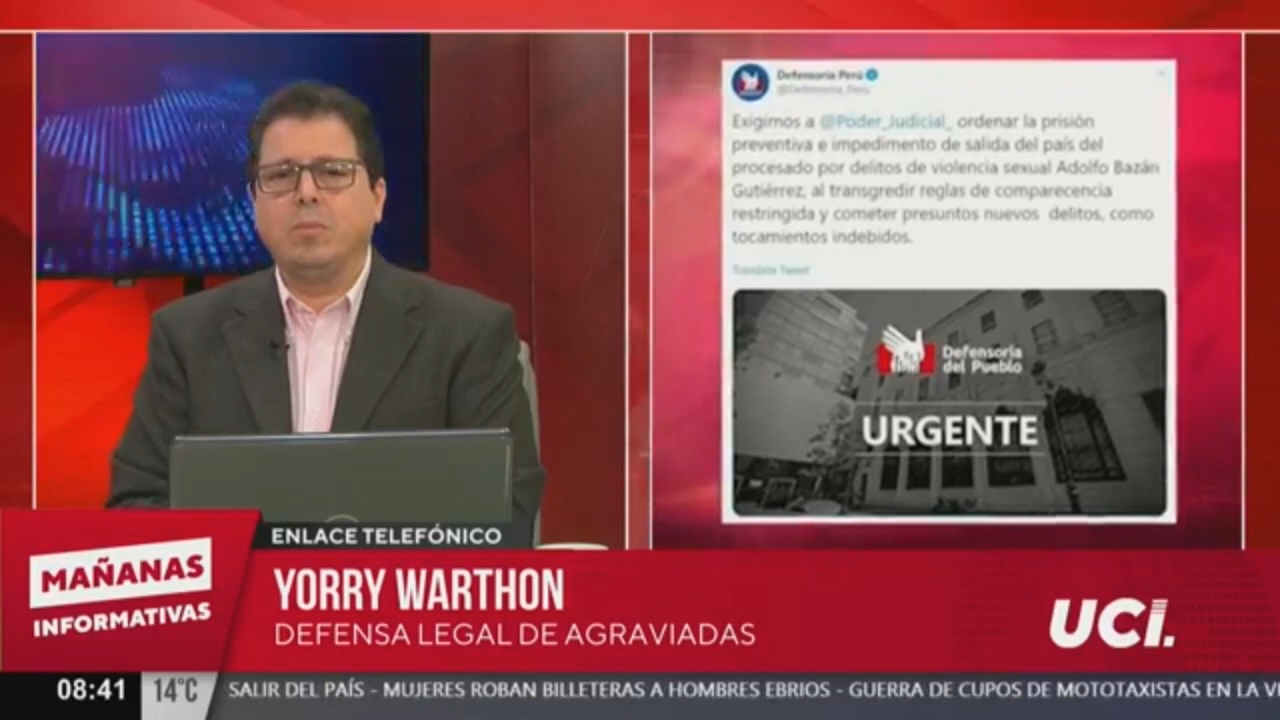 Defensoría Perú
@Defensoria_Peru
Exigimos a @Poder_Judicial_ ordenar la prisión
preventiva e impedimento de salida del país del
procesado por delitos de violencia sexual Adolfo Bazán
Gutiérrez, al transgredir reglas de comparecencia
restringida y cometer presuntos nuevos delitos, como
tocamientos indebidos.
Translate Tweet
Defensoría
del Pueblo
URGENTE
ENLACE TELEFÓNICO
MAÑANAS
INFORMATIVAS
YORRY WARTHON
DEFENSA LEGAL DE AGRAVIADAS
UCI.
08:41 14°C SALIR DEL PAÍS - MUJERES ROBAN BILLETERAS A HOMBRES EBRIOS - GUERRA DE CUPOS DE MOTOTAXISTAS EN LA V